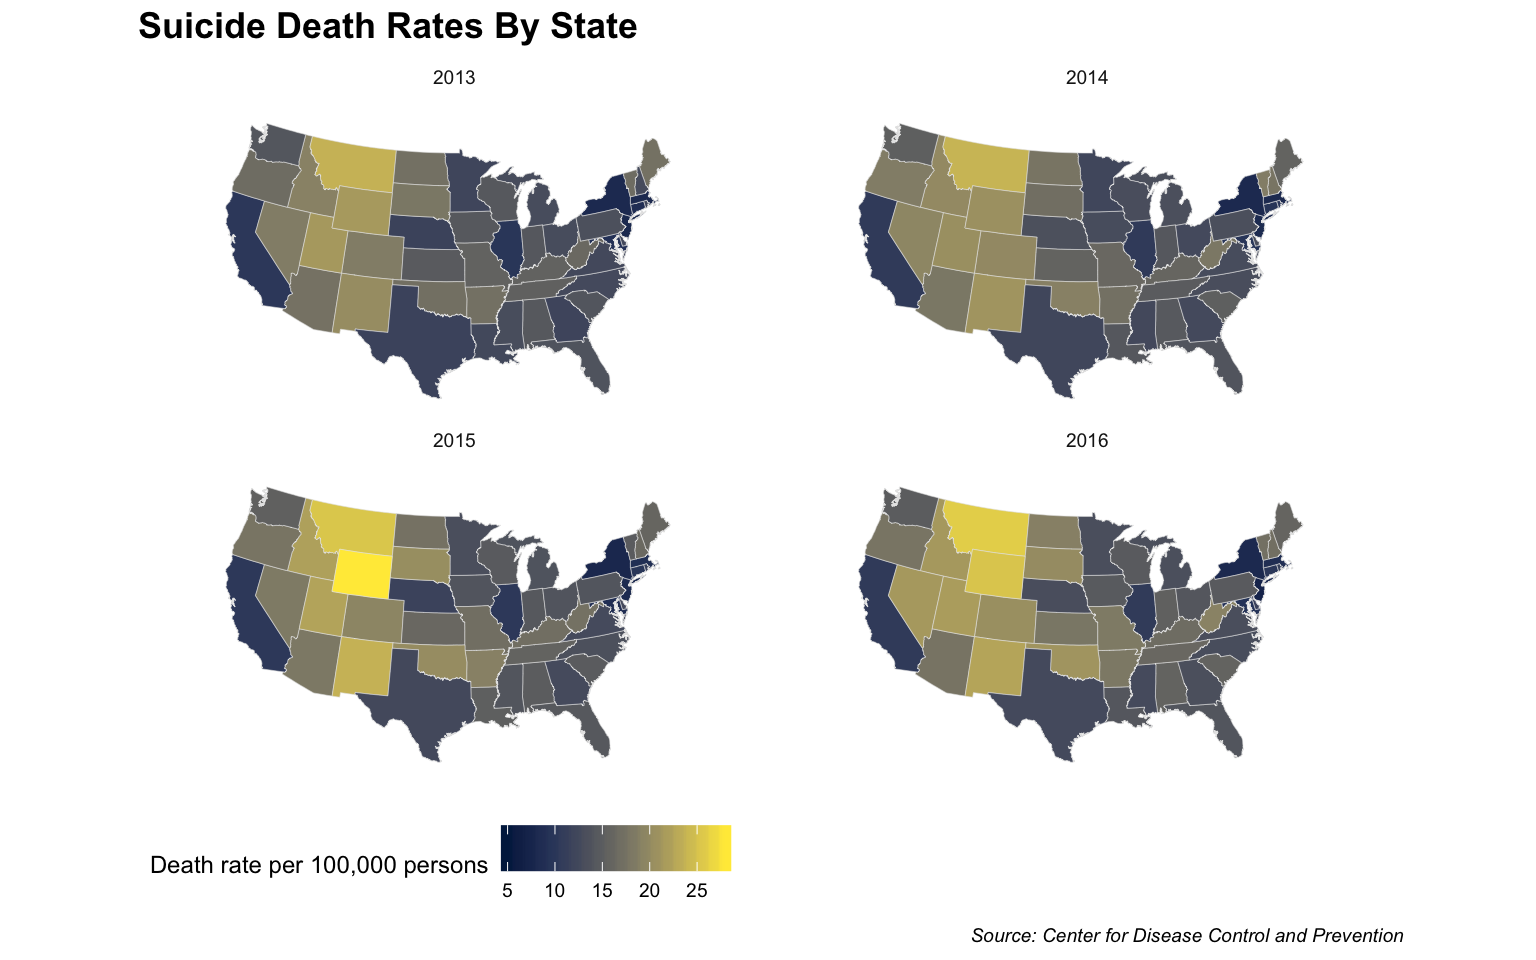 Suicide Death Rates By State
2013
2014
2015
2016
Death rate per 100,000 persons
5 10 15 20 25
Source: Center for Disease Control and Prevention